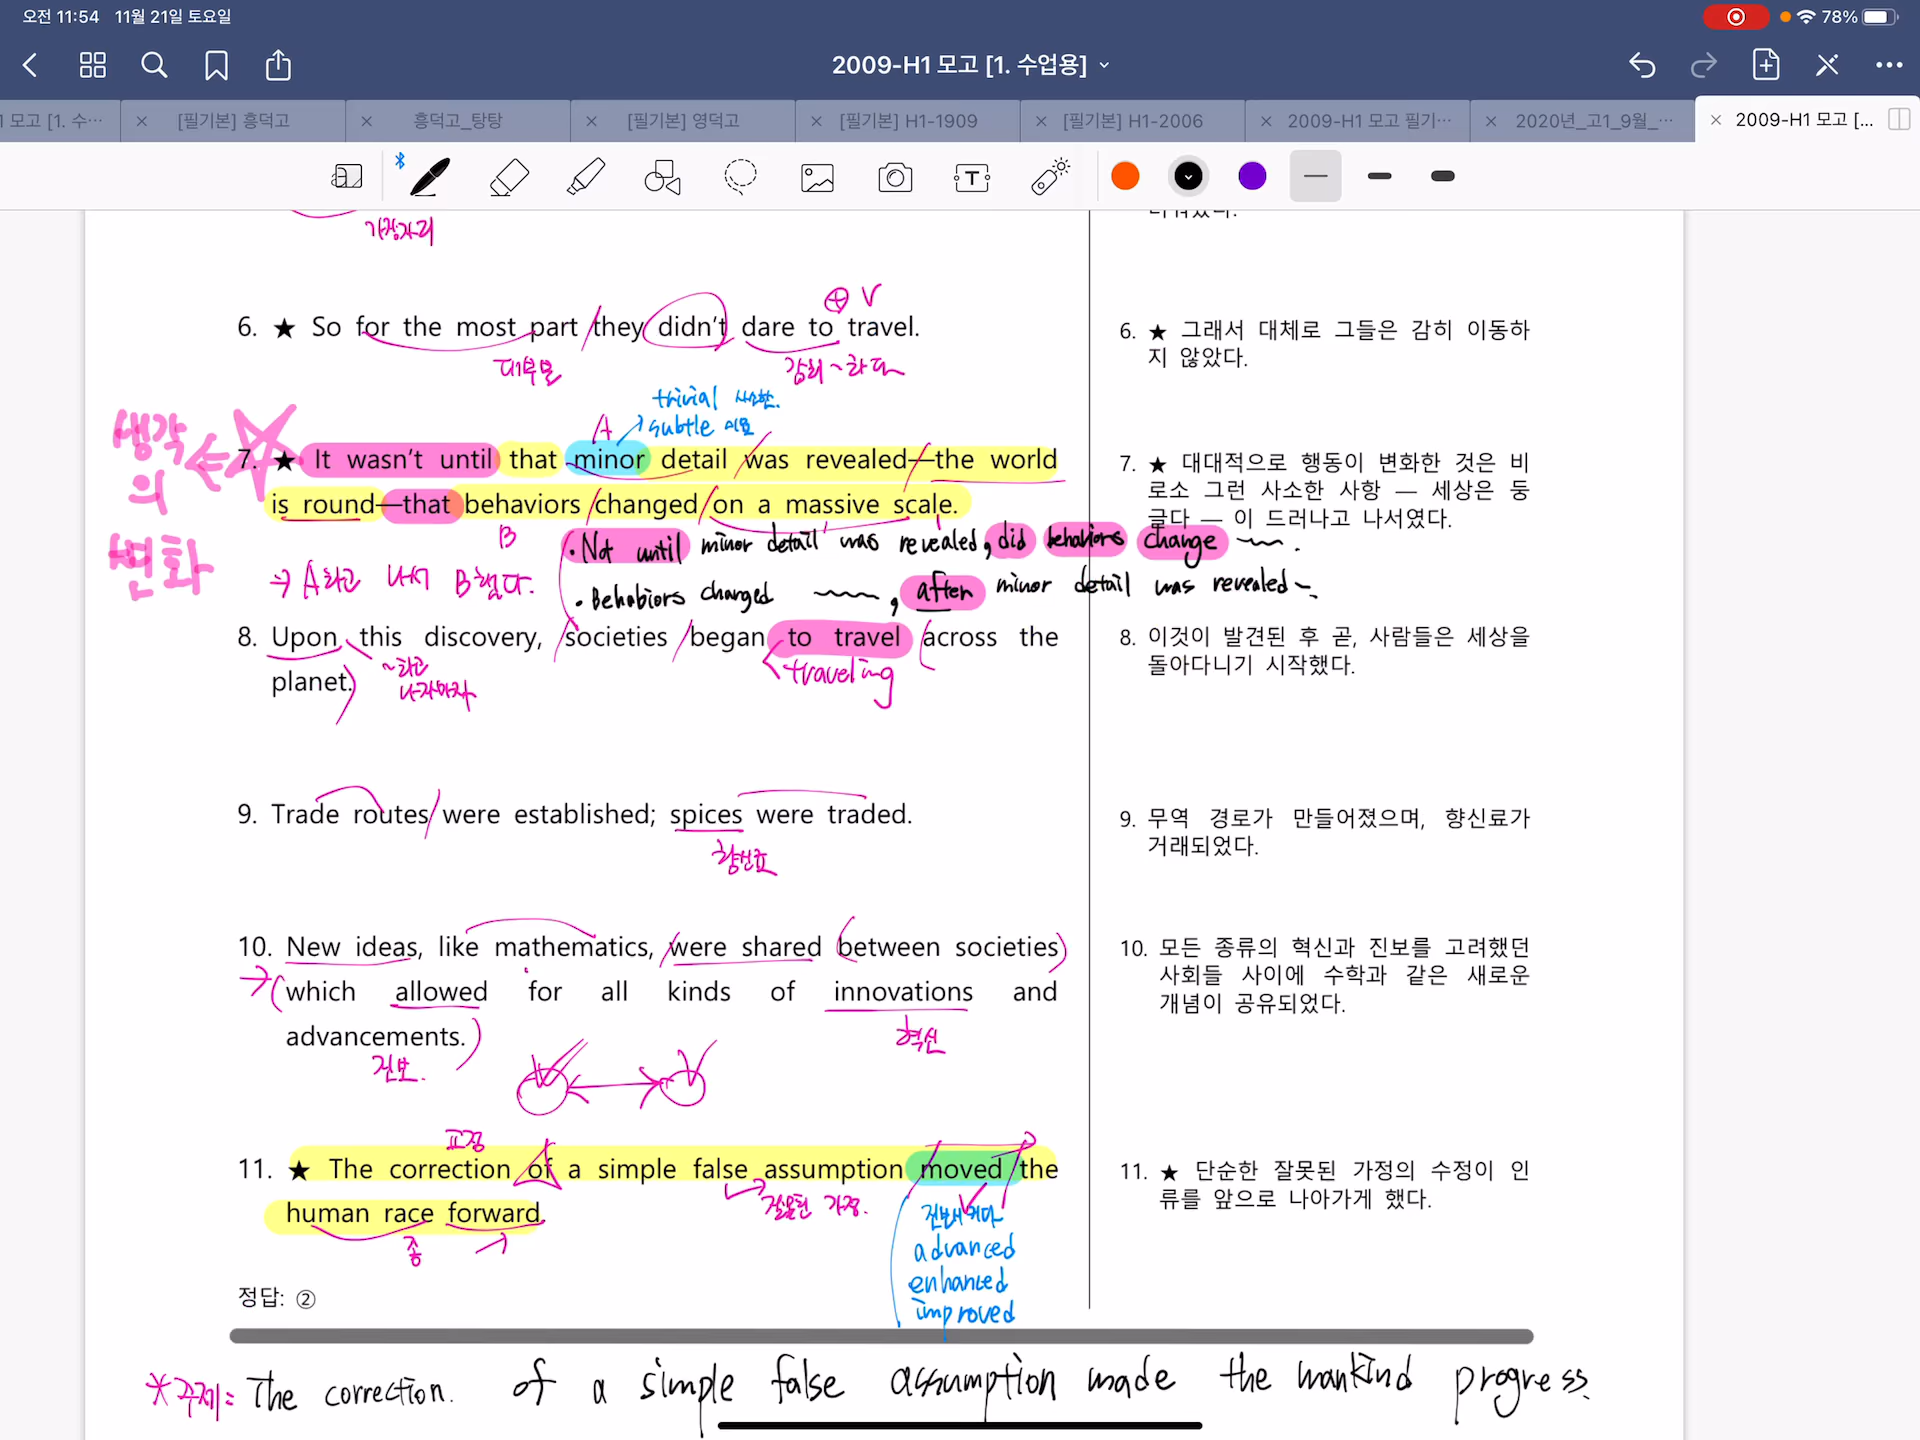 오전 11:54 11월 21일 토요일
78%
2009-H1 모고 [1. 수업용]
모고 [1. 수…
[필기본] 흥덕고
흥덕고_탕탕
[필기본] 영덕고
[필기본] H1-1909
[필기본] H1-2006
2009-H1 모고 필기…
2020년_고1_9월_…
2009-H1 모고 [...
가장자리
⊕ V
6. ★ So for the most part they didn't dare to travel.
대부분
감히 ~하다
6. ★ 그래서 대체로 그들은 감히 이동하
지 않았다.
trivial 사소한.
A
subtle 미묘
생각
의
변화
7. ★ It wasn't until that minor detail was revealed—the world
is round—that behaviors changed on a massive scale.
B
7. ★ 대대적으로 행동이 변화한 것은 비
로소 그런 사소한 사항 — 세상은 둥
글다 — 이 드러나고 나서였다.
· Not until minor detail was revealed, did behabiors change ~.
→ A하고 나서 B했다.
· Behabiors changed ~~, after minor detail was revealed~
8. Upon this discovery, societies began to travel across the
planet.
~하고
나자마자
traveling
8. 이것이 발견된 후 곧, 사람들은 세상을
돌아다니기 시작했다.
9. Trade routes were established; spices were traded.
향신료
9. 무역 경로가 만들어졌으며, 향신료가
거래되었다.
10. New ideas, like mathematics, were shared between societies
which allowed for all kinds of innovations and
advancements.
혁신
진보.
10. 모든 종류의 혁신과 진보를 고려했던
사회들 사이에 수학과 같은 새로운
개념이 공유되었다.
교정
11. ★ The correction of a simple false assumption moved the
human race forward.
잘못된 가정.
종
진보시키다
advanced
enhanced
improved
11. ★ 단순한 잘못된 가정의 수정이 인
류를 앞으로 나아가게 했다.
정답: ②
*주제: The correction. of a simple false assumption made the mankind progress.